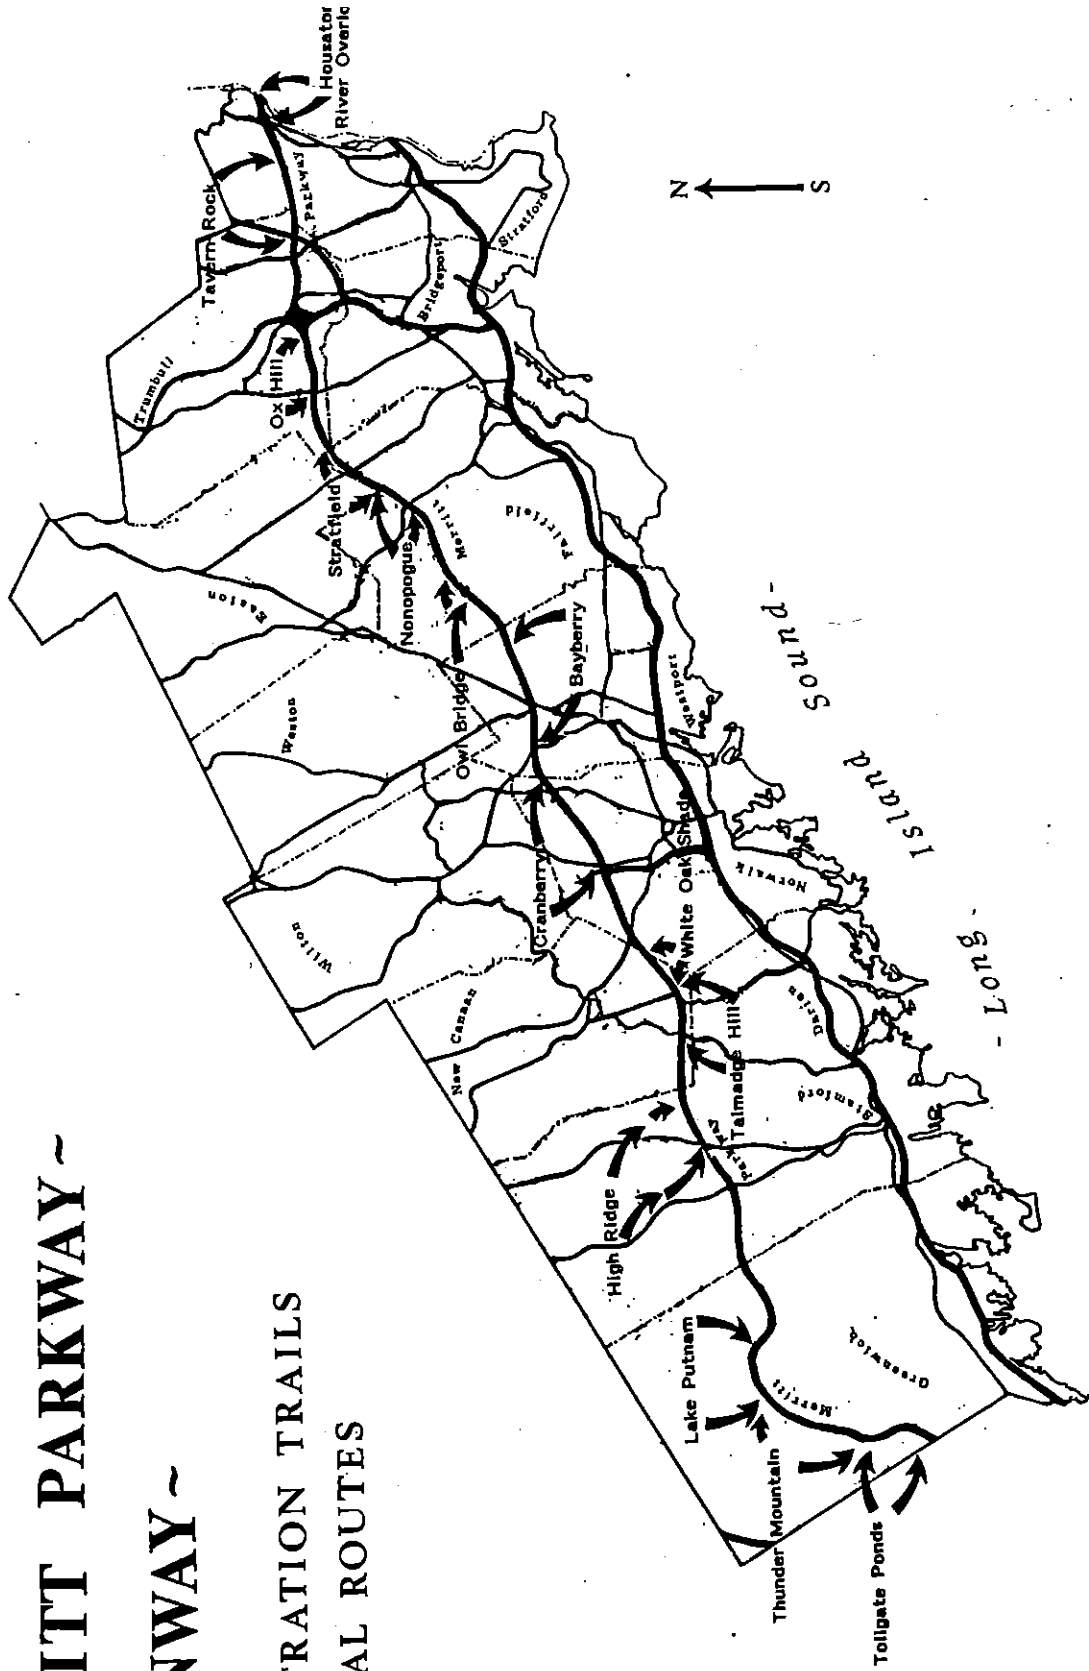 ITT PARKWAY ~
NWAY ~
TRATION TRAILS
AL ROUTES
Housator
River Overlo
Tavern Rock
Parkway
N
S
Stratford
Bridgeport
Trumbull
Ox Hill
Stratfield
Nonopogue
Merritt
Fairfield
Easton
Owl Bridge
Bayberry
Weston
Westport
Cranberry
White Oak Shade
Norwalk
Wilton
New Canaan
Talmadge Hill
Darien
Stamford
High Ridge
Parkway
Lake Putnam
Merritt
Greenwich
Thunder Mountain
Tollgate Ponds
- Long
Island
Sound -